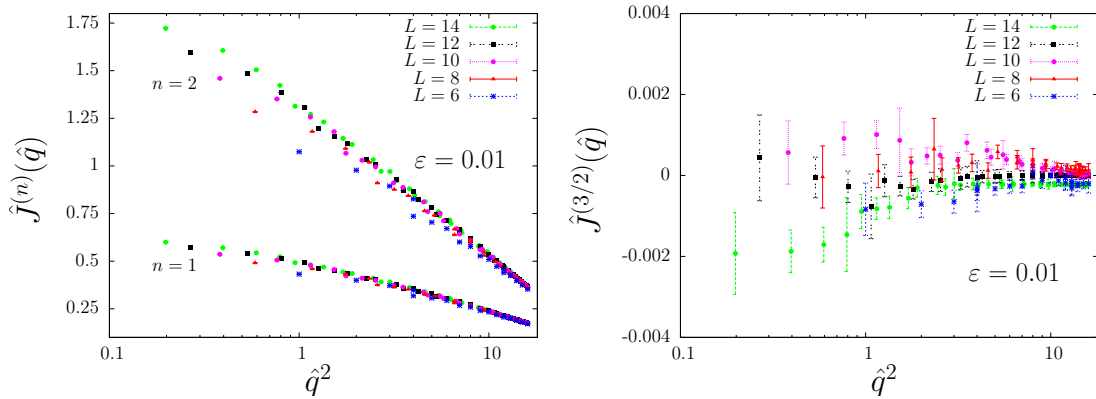 1.75
1.5
1.25
1
0.75
0.5
0.25
0.1
1
10
Ĵ⁽ⁿ⁾(q̂)
q̂²
L = 14
L = 12
L = 10
L = 8
L = 6
n = 2
n = 1
ε = 0.01
0.004
0.002
0
-0.002
-0.004
0.1
1
10
Ĵ⁽³ᐟ²⁾(q̂)
q̂²
L = 14
L = 12
L = 10
L = 8
L = 6
ε = 0.01